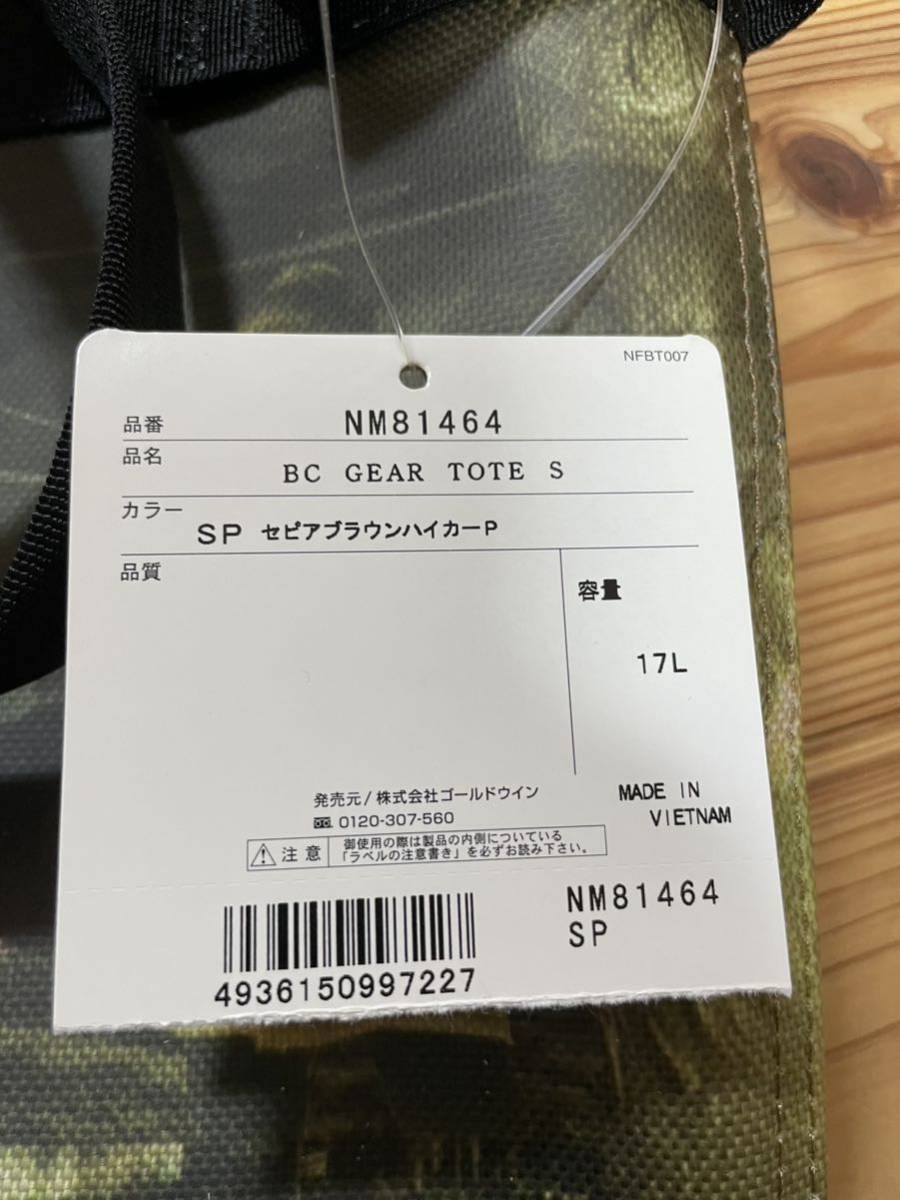 NFBT007
品番 NM81464
品名 BC GEAR TOTE S
カラー SP セピアブラウンハイカーP
品質
容量
17L
発売元/株式会社ゴールドウイン
0120-307-560
MADE IN
VIETNAM
注意
御使用の際は製品の内側についている
「ラベルの注意書き」を必ずお読み下さい。
NM81464
SP
4936150997227